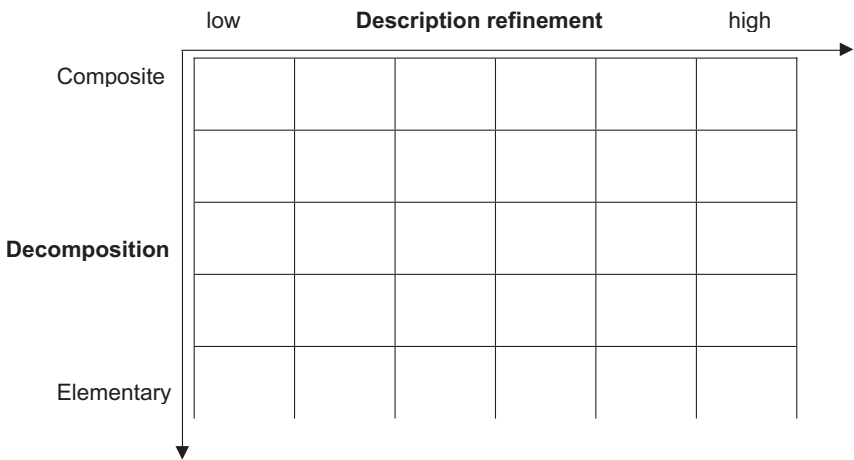 low Description refinement high
Composite
Decomposition
Elementary